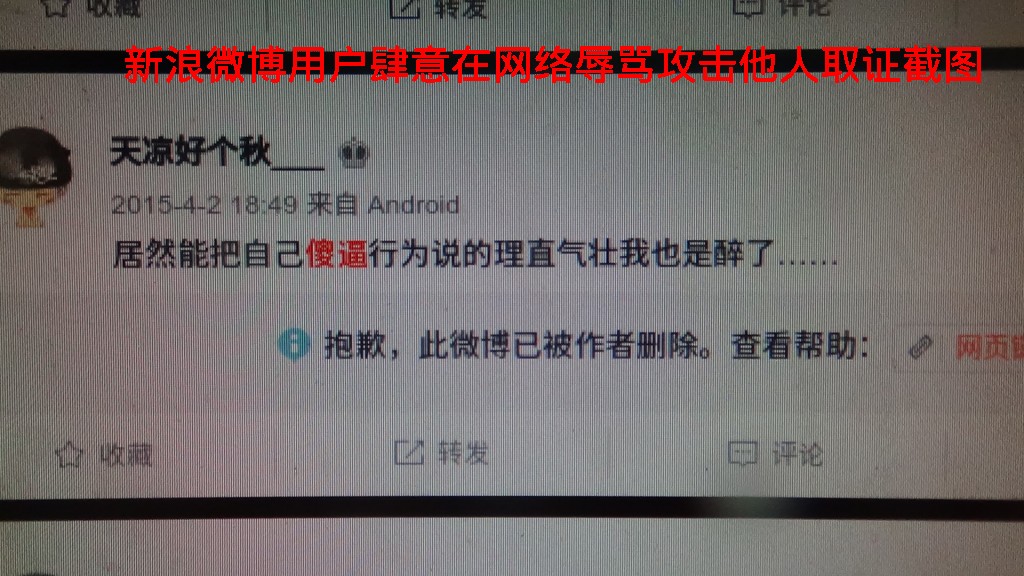 收藏 转发 评论
新浪微博用户肆意在网络辱骂攻击他人取证截图
天凉好个秋___
2015-4-2 18:49 来自 Android
居然能把自己傻逼行为说的理直气壮我也是醉了……
抱歉，此微博已被作者删除。查看帮助： 网页
收藏 转发 评论